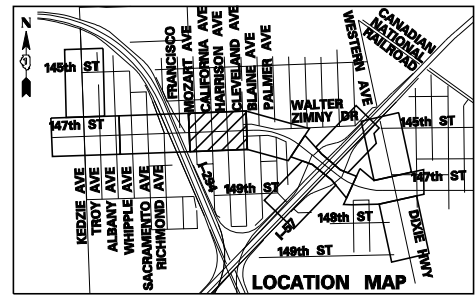 N
145th ST
147th ST
FRANCISCO
MOZART AVE
CALIFORNIA AVE
HARRISON AVE
CLEVELAND AVE
BLAINE AVE
PALMER AVE
WESTERN AVE
CANADIAN
NATIONAL
RAILROAD
WALTER
ZIMNY DR
145th ST
147th ST
KEDZIE AVE
TROY AVE
ALBANY AVE
WHIPPLE AVE
SACRAMENTO AVE
RICHMOND AVE
I-294
149th ST
I-57
149th ST
149th ST
DIXIE HWY
LOCATION MAP